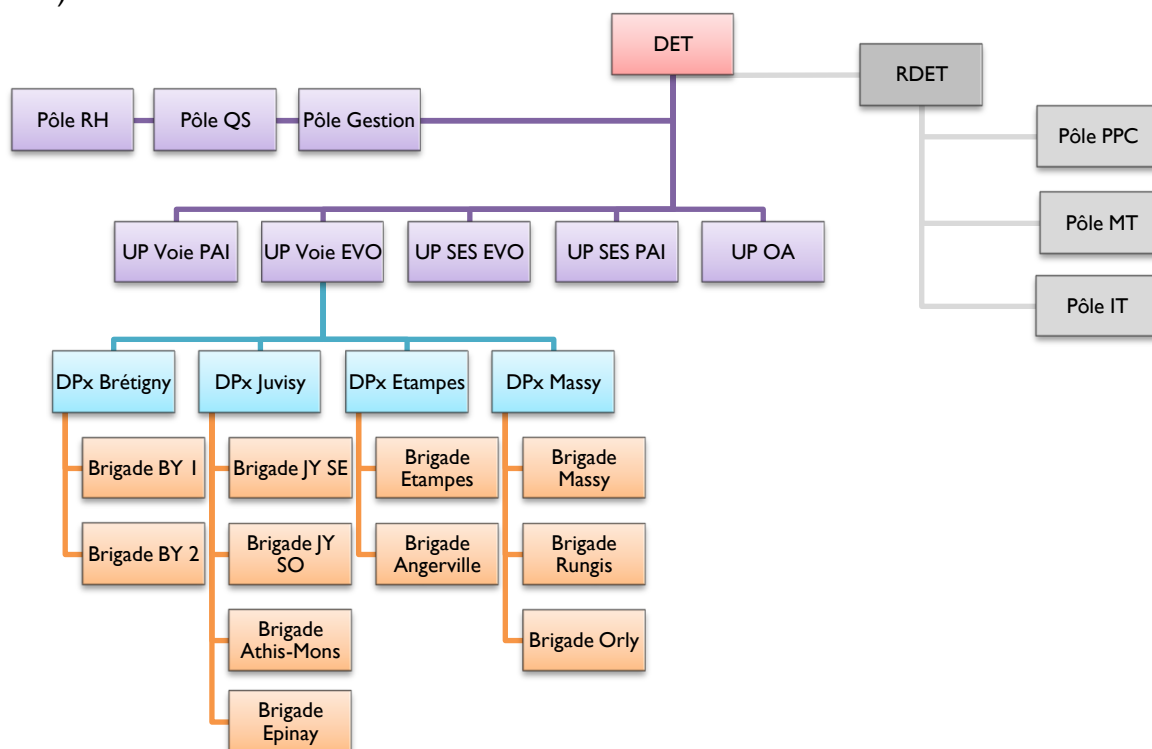 )
DET
RDET
Pôle RH
Pôle QS
Pôle Gestion
Pôle PPC
Pôle MT
Pôle IT
UP Voie PAI
UP Voie EVO
UP SES EVO
UP SES PAI
UP OA
DPx Brétigny
DPx Juvisy
DPx Etampes
DPx Massy
Brigade BY 1
Brigade JY SE
Brigade
Etampes
Brigade
Massy
Brigade BY 2
Brigade JY
SO
Brigade
Angerville
Brigade
Rungis
Brigade
Athis-Mons
Brigade Orly
Brigade
Epinay